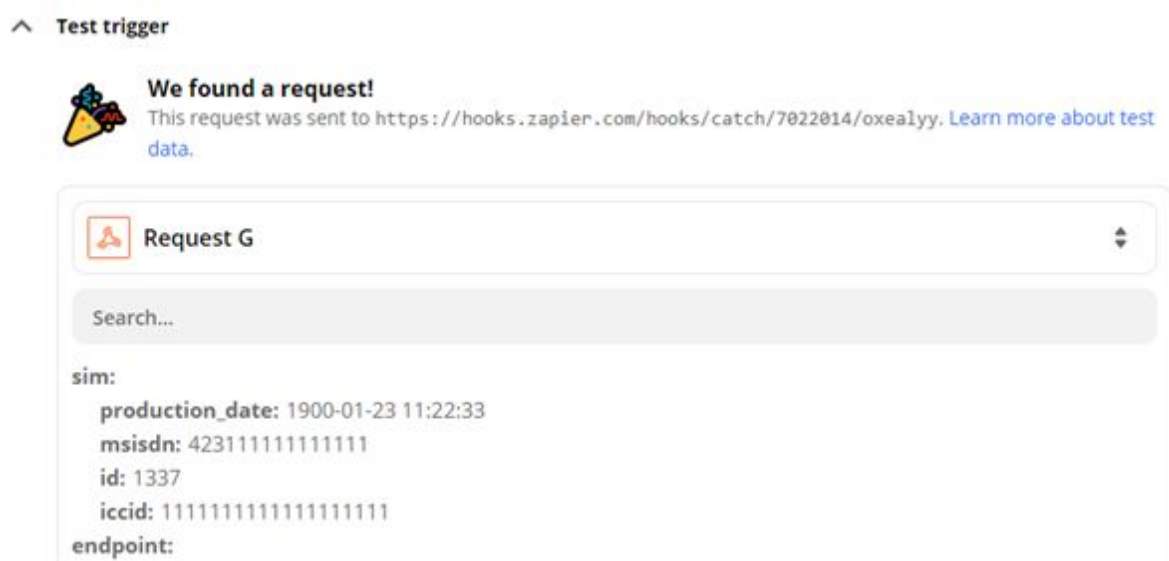 Test trigger
We found a request!
This request was sent to https://hooks.zapier.com/hooks/catch/7022014/oxealyy. Learn more about test
data.
Request G
Search...
sim:
production_date: 1900-01-23 11:22:33
msisdn: 423111111111111
id: 1337
iccid: 1111111111111111111
endpoint: